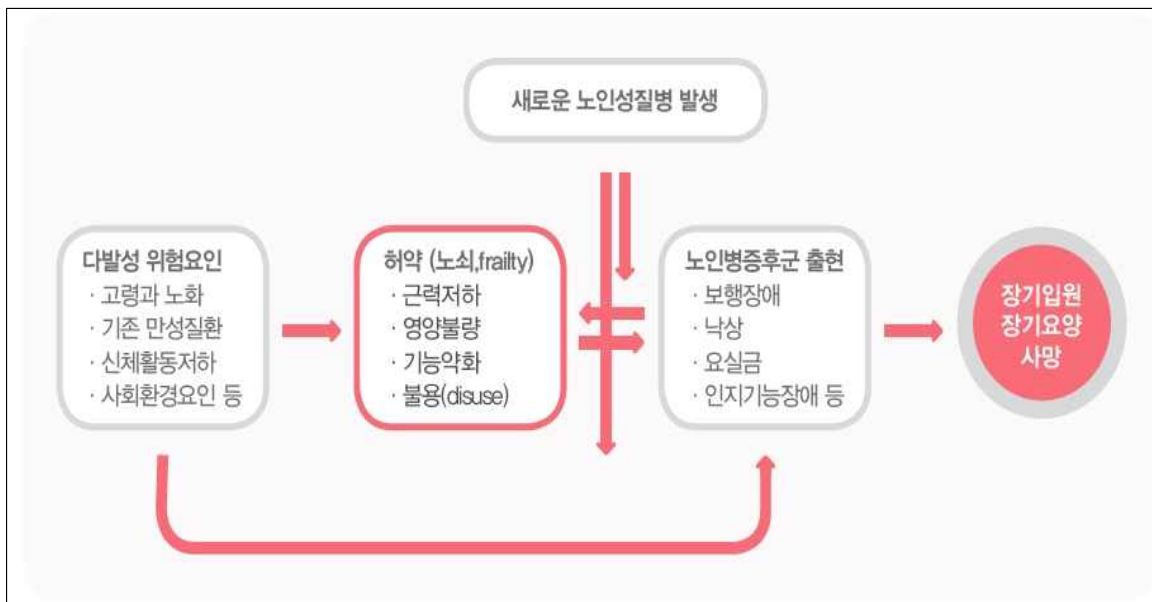 새로운 노인성질병 발생
다발성 위험요인
· 고령과 노화
· 기존 만성질환
· 신체활동저하
· 사회환경요인 등
허약 (노쇠,frailty)
· 근력저하
· 영양불량
· 기능약화
· 불용(disuse)
노인병증후군 출현
· 보행장애
· 낙상
· 요실금
· 인지기능장애 등
장기입원
장기요양
사망